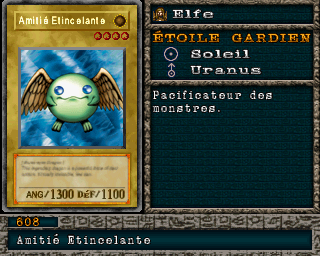 Amitié Etincelante
ANG/1300 DÉF/1100
Elfe
ÉTOILE GARDIEN
Soleil
Uranus
Pacificateur des
monstres.
608
Amitié Etincelante